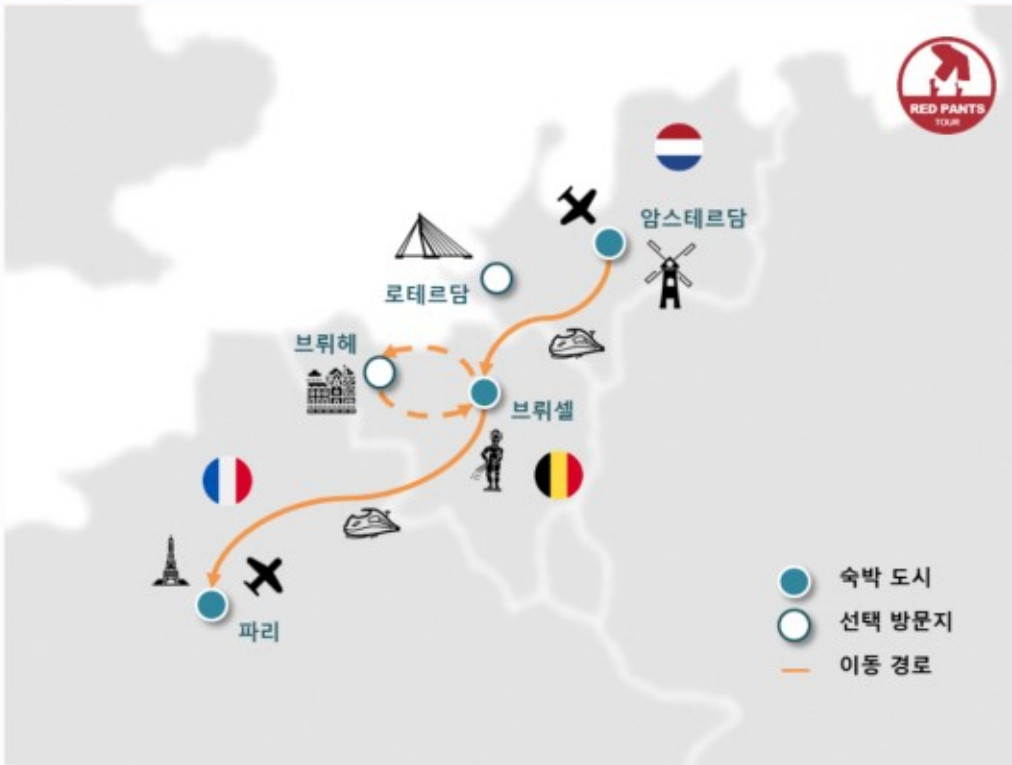 RED PANTS
TOUR
암스테르담
로테르담
브뤼헤
브뤼셀
파리
숙박 도시
선택 방문지
이동 경로